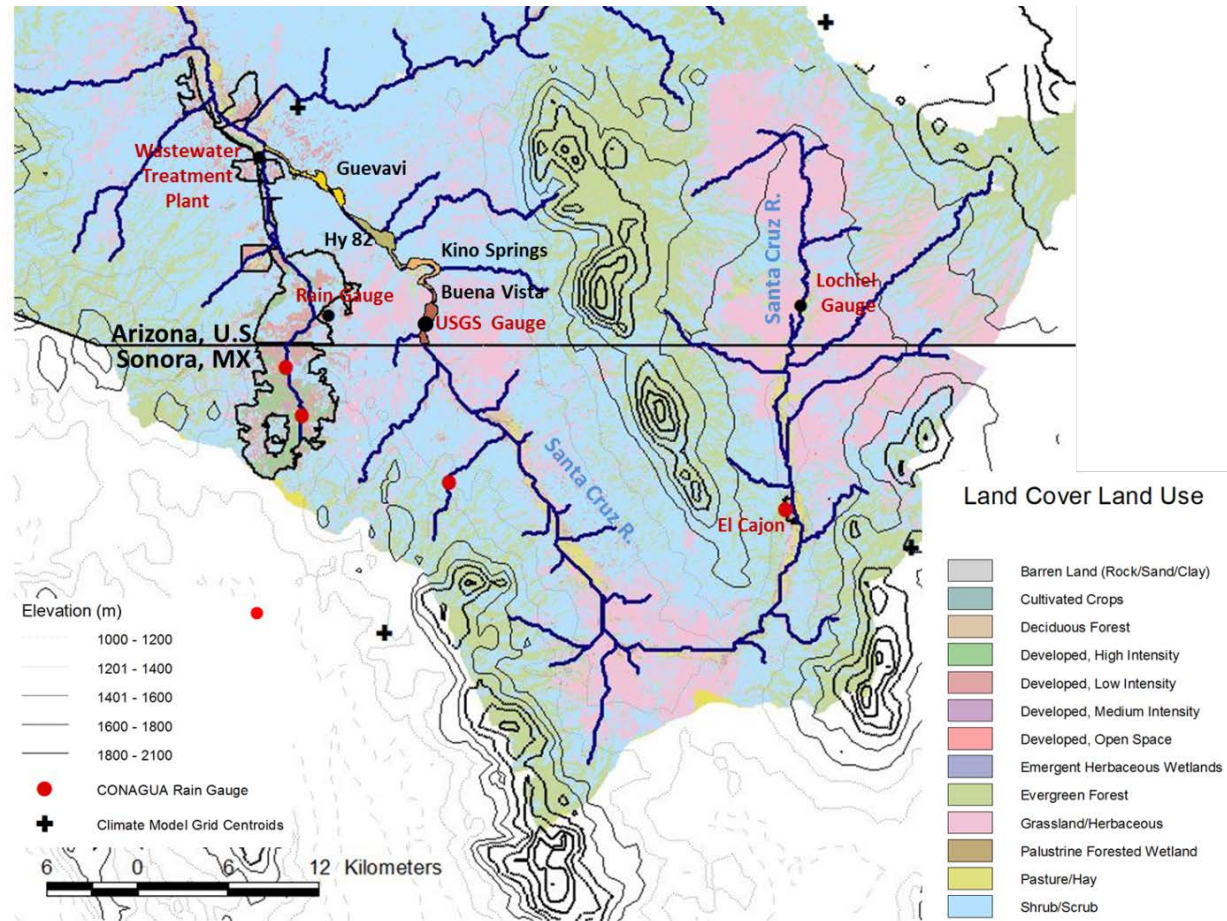 Wastewater
Treatment
Plant
Guevavi
Hy 82
Kino Springs
Buena Vista
Rain Gauge
USGS Gauge
Santa Cruz R.
Lochiel
Gauge
Arizona, U.S
Sonora, MX
Santa Cruz R.
El Cajon
Elevation (m)
1000 - 1200
1201 - 1400
1401 - 1600
1600 - 1800
1800 - 2100
CONAGUA Rain Gauge
Climate Model Grid Centroids
6 0 6 12 Kilometers
Land Cover Land Use
Barren Land (Rock/Sand/Clay)
Cultivated Crops
Deciduous Forest
Developed, High Intensity
Developed, Low Intensity
Developed, Medium Intensity
Developed, Open Space
Emergent Herbaceous Wetlands
Evergreen Forest
Grassland/Herbaceous
Palustrine Forested Wetland
Pasture/Hay
Shrub/Scrub